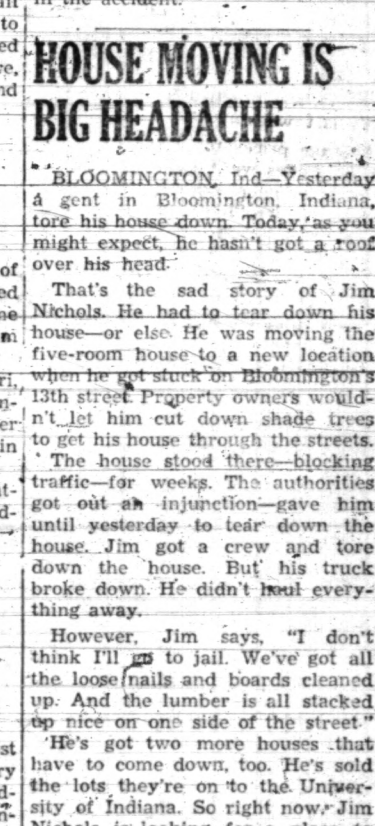 HOUSE MOVING IS
BIG HEADACHE
BLOOMINGTON, Ind—Yesterday
a gent in Bloomington, Indiana,
tore his house down. Today, as you
might expect, he hasn't got a roof
over his head.
That's the sad story of Jim
Nichols. He had to tear down his
house—or else. He was moving the
five-room house to a new location
when he got stuck on Bloomington's
13th street. Property owners would-
n't let him cut down shade trees
to get his house through the streets.
The house stood there—blocking
traffic—for weeks. The authorities
got out an injunction—gave him
until yesterday to tear down the
house. Jim got a crew and tore
down the house. But his truck
broke down. He didn't haul every-
thing away.
However, Jim says, "I don't
think I'll go to jail. We've got all
the loose nails and boards cleaned
up. And the lumber is all stacked
up nice on one side of the street."
He's got two more houses that
have to come down, too. He's sold
the lots they're on to the Univer-
sity of Indiana. So right now, Jim